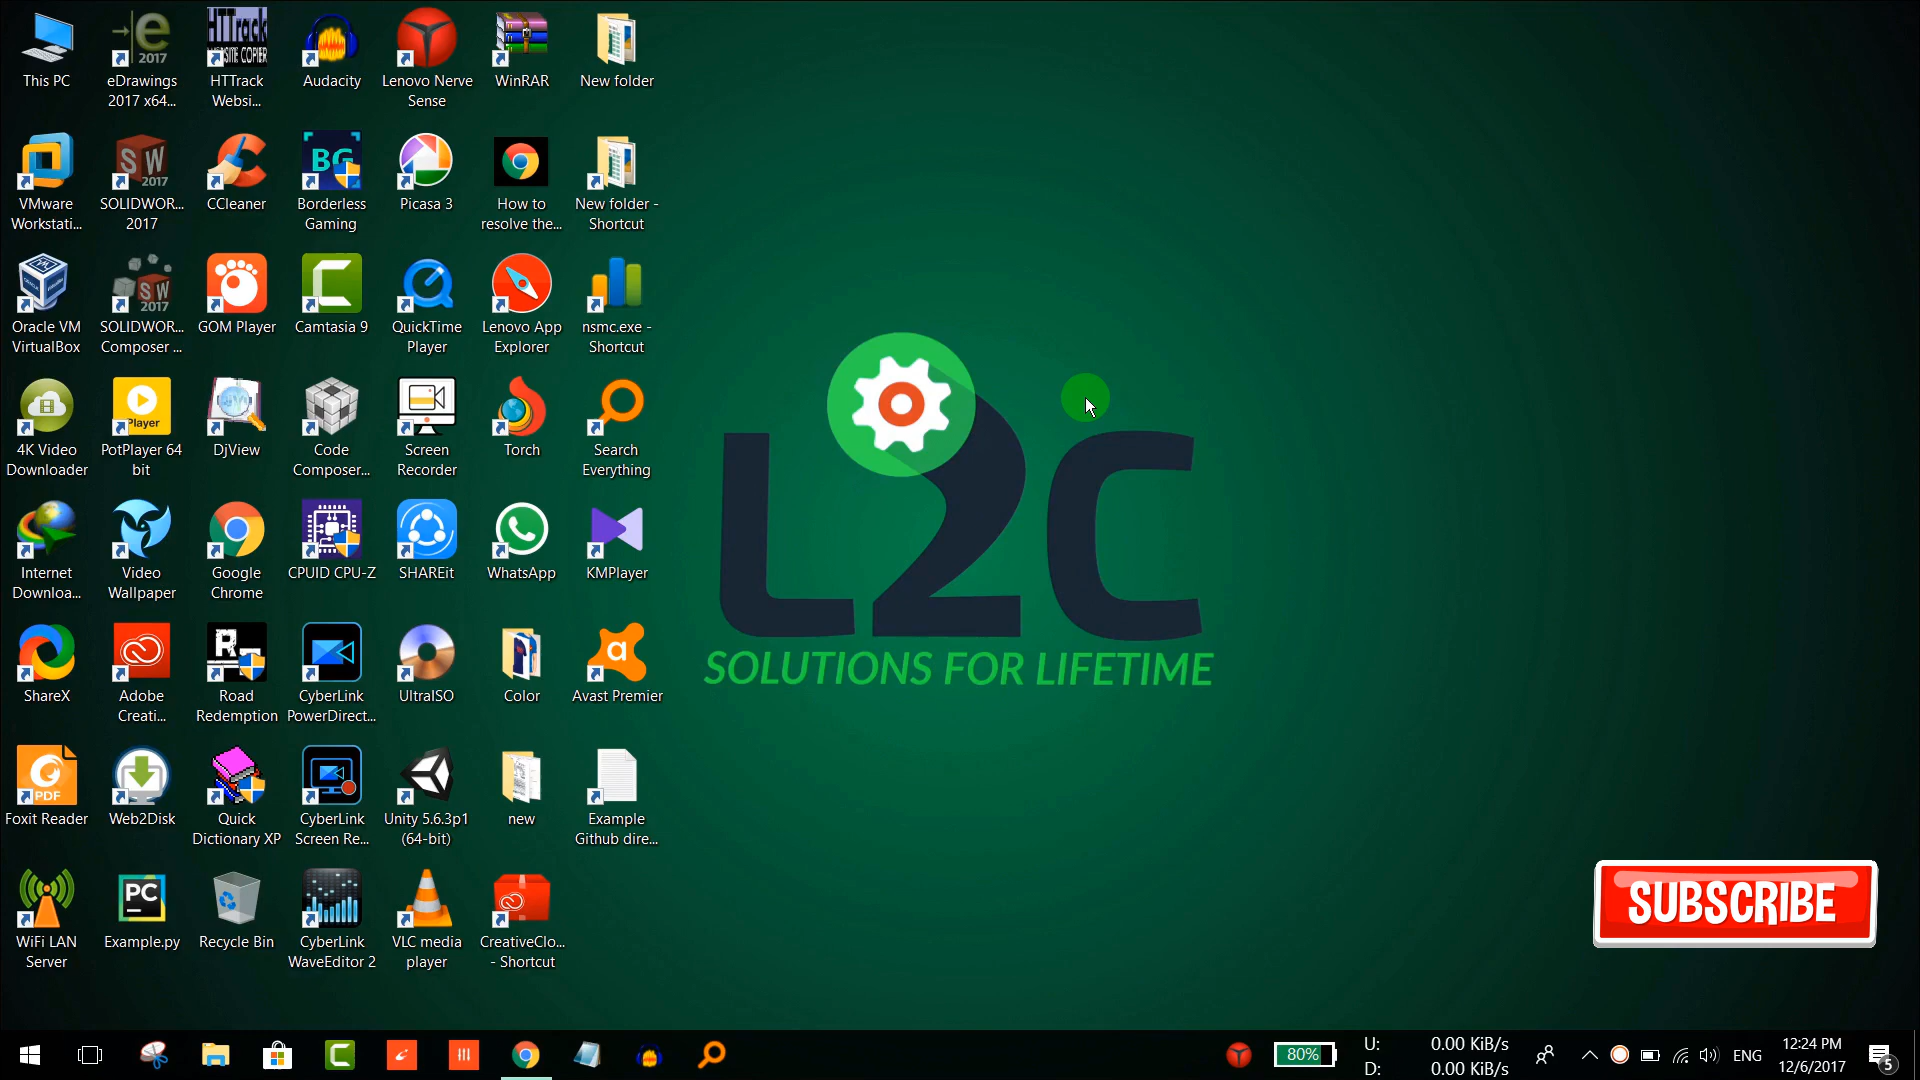 This PC
eDrawings
2017 x64...
HTTrack
Websi...
Audacity
Lenovo Nerve
Sense
WinRAR
New folder
VMware
Workstati...
SOLIDWOR...
2017
CCleaner
Borderless
Gaming
Picasa 3
How to
resolve the...
New folder -
Shortcut
Oracle VM
VirtualBox
SOLIDWOR...
Composer ...
GOM Player
Camtasia 9
QuickTime
Player
Lenovo App
Explorer
nsmc.exe -
Shortcut
4K Video
Downloader
PotPlayer 64
bit
DjView
Code
Composer...
Screen
Recorder
Torch
Search
Everything
Internet
Downloa...
Video
Wallpaper
Google
Chrome
CPUID CPU-Z
SHAREit
WhatsApp
KMPlayer
ShareX
Adobe
Creati...
Road
Redemption
CyberLink
PowerDirect...
UltraISO
Color
Avast Premier
Foxit Reader
Web2Disk
Quick
Dictionary XP
CyberLink
Screen Re...
Unity 5.6.3p1
(64-bit)
new
Example
Github dire...
WiFi LAN
Server
Example.py
Recycle Bin
CyberLink
WaveEditor 2
VLC media
player
CreativeClo...
- Shortcut
L2C
SOLUTIONS FOR LIFETIME
SUBSCRIBE
80%
U: 0.00 KiB/s
D: 0.00 KiB/s
ENG
12:24 PM
12/6/2017
5